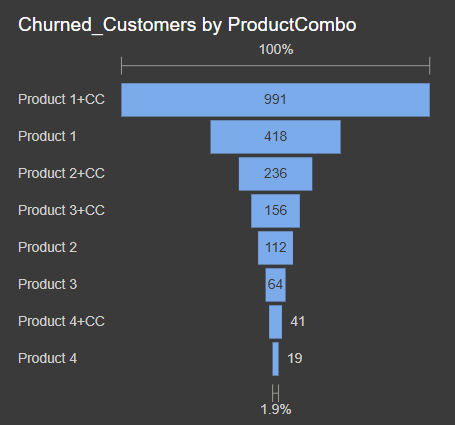 Churned_Customers by ProductCombo
100%
Product 1+CC 991
Product 1 418
Product 2+CC 236
Product 3+CC 156
Product 2 112
Product 3 64
Product 4+CC 41
Product 4 19
1.9%